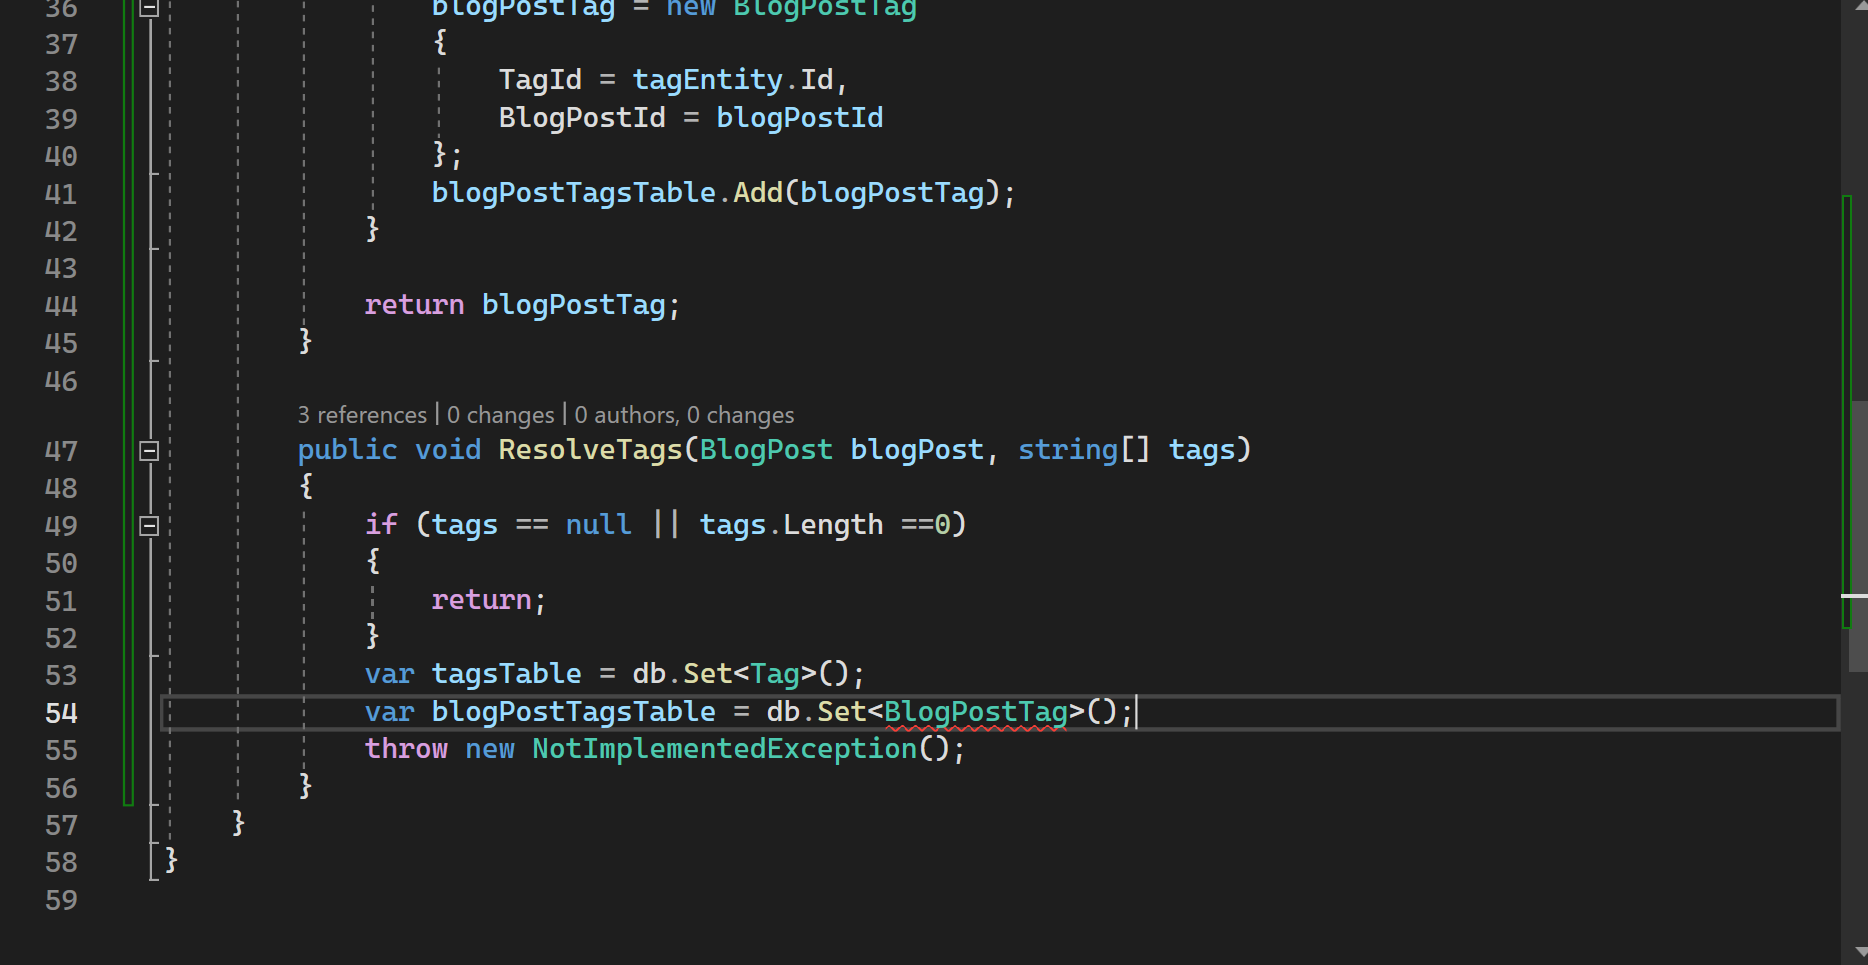 36 blogPostTag = new BlogPostTag
37 {
38 TagId = tagEntity.Id,
39 BlogPostId = blogPostId
40 };
41 blogPostTagsTable.Add(blogPostTag);
42 }
43
44 return blogPostTag;
45 }
46
3 references | 0 changes | 0 authors, 0 changes
47 public void ResolveTags(BlogPost blogPost, string[] tags)
48 {
49 if (tags == null || tags.Length ==0)
50 {
51 return;
52 }
53 var tagsTable = db.Set<Tag>();
54 var blogPostTagsTable = db.Set<BlogPostTag>();
55 throw new NotImplementedException();
56 }
57 }
58 }
59